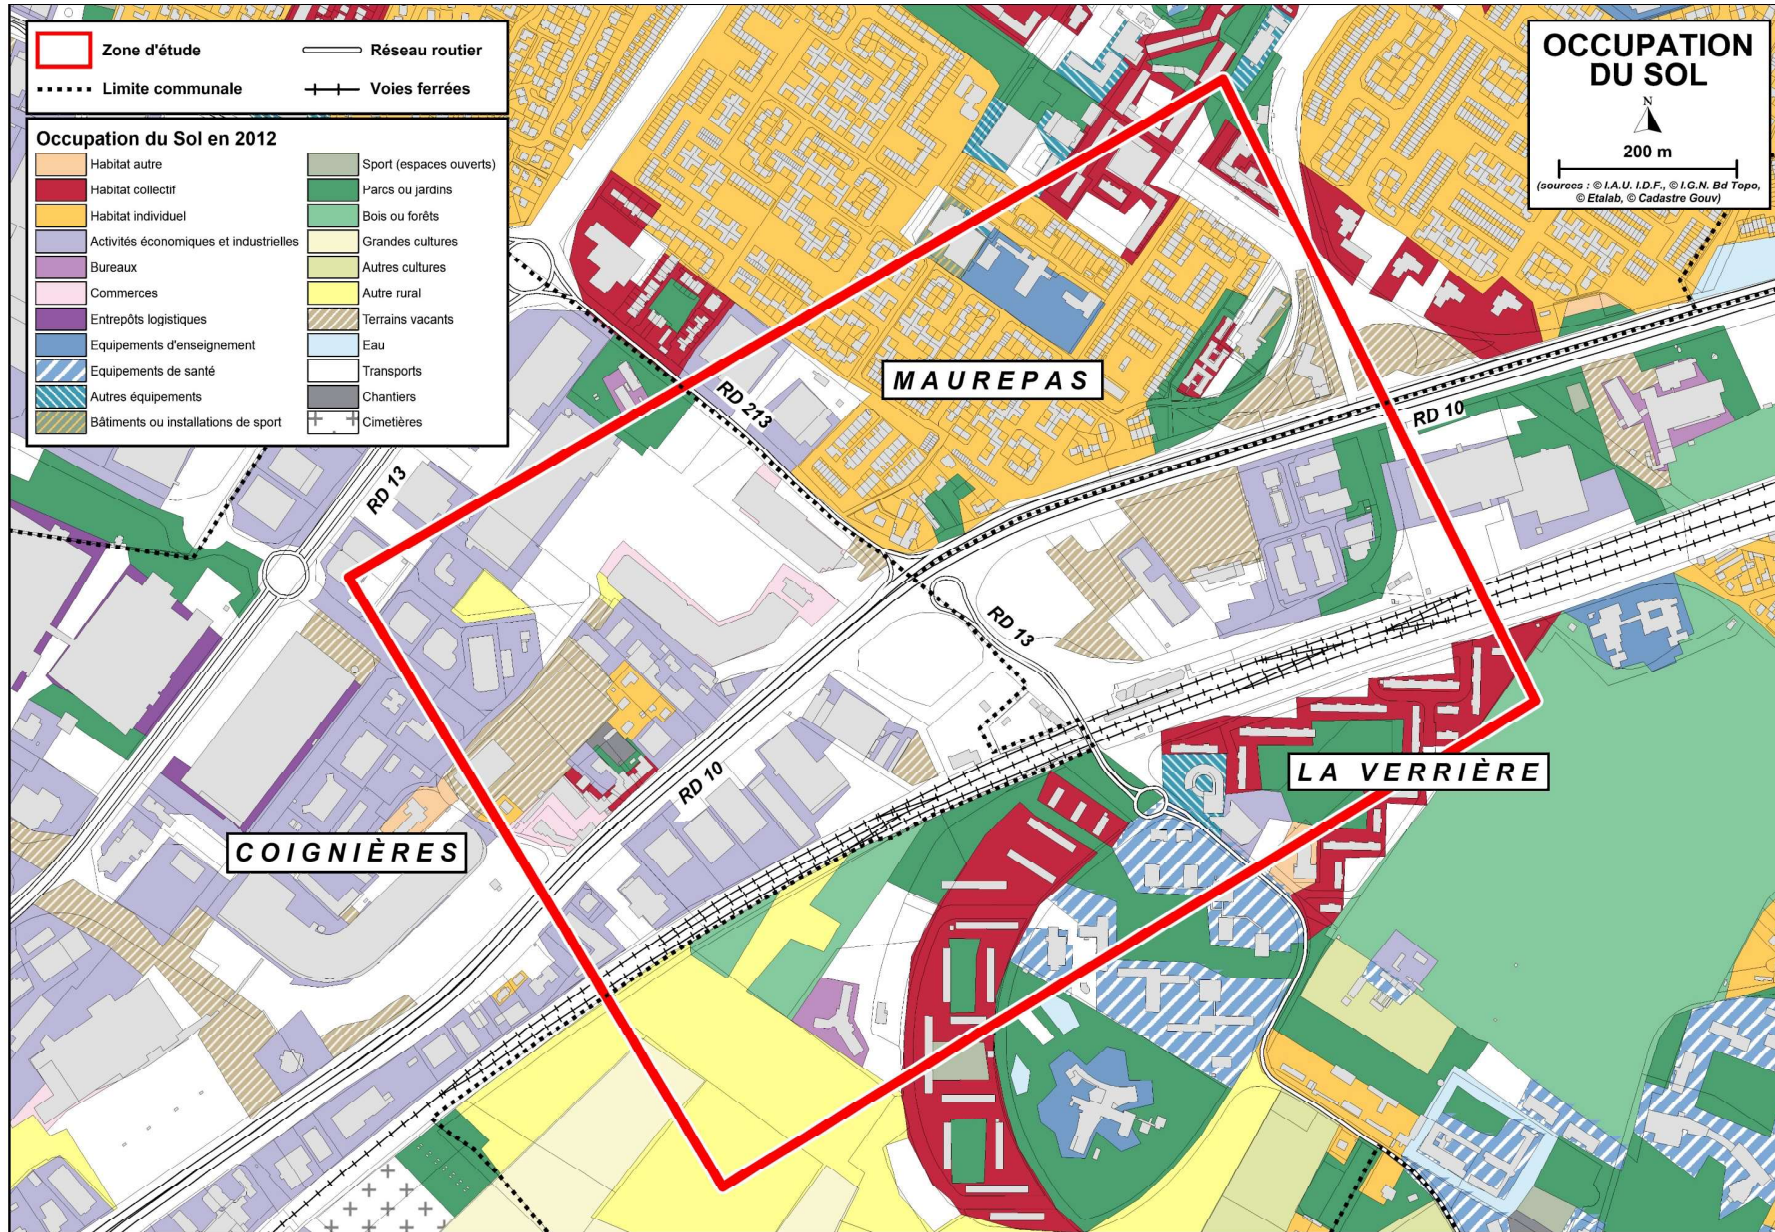 Zone d'étude
Réseau routier
Limite communale
Voies ferrées
Occupation du Sol en 2012
Habitat autre
Habitat collectif
Habitat individuel
Activités économiques et industrielles
Bureaux
Commerces
Entrepôts logistiques
Equipements d'enseignement
Equipements de santé
Autres équipements
Bâtiments ou installations de sport
Sport (espaces ouverts)
Parcs ou jardins
Bois ou forêts
Grandes cultures
Autres cultures
Autre rural
Terrains vacants
Eau
Transports
Chantiers
Cimetières
OCCUPATION
DU SOL
N
200 m
(sources : © I.A.U. I.D.F., © I.G.N. Bd Topo,
© Etalab, © Cadastre Gouv)
MAUREPAS
RD 213
RD 10
RD 13
RD 13
RD 10
LA VERRIÈRE
COIGNIÈRES